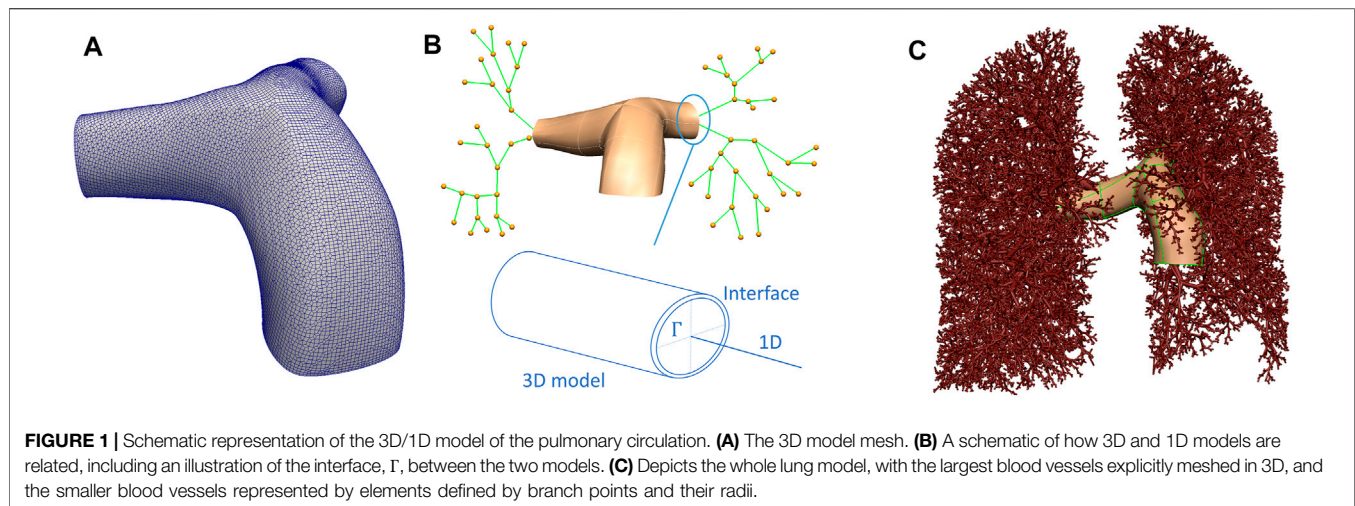 A
B
C
Interface
Γ
1D
3D model
FIGURE 1 | Schematic representation of the 3D/1D model of the pulmonary circulation. (A) The 3D model mesh. (B) A schematic of how 3D and 1D models are
related, including an illustration of the interface, Γ, between the two models. (C) Depicts the whole lung model, with the largest blood vessels explicitly meshed in 3D, and
the smaller blood vessels represented by elements defined by branch points and their radii.